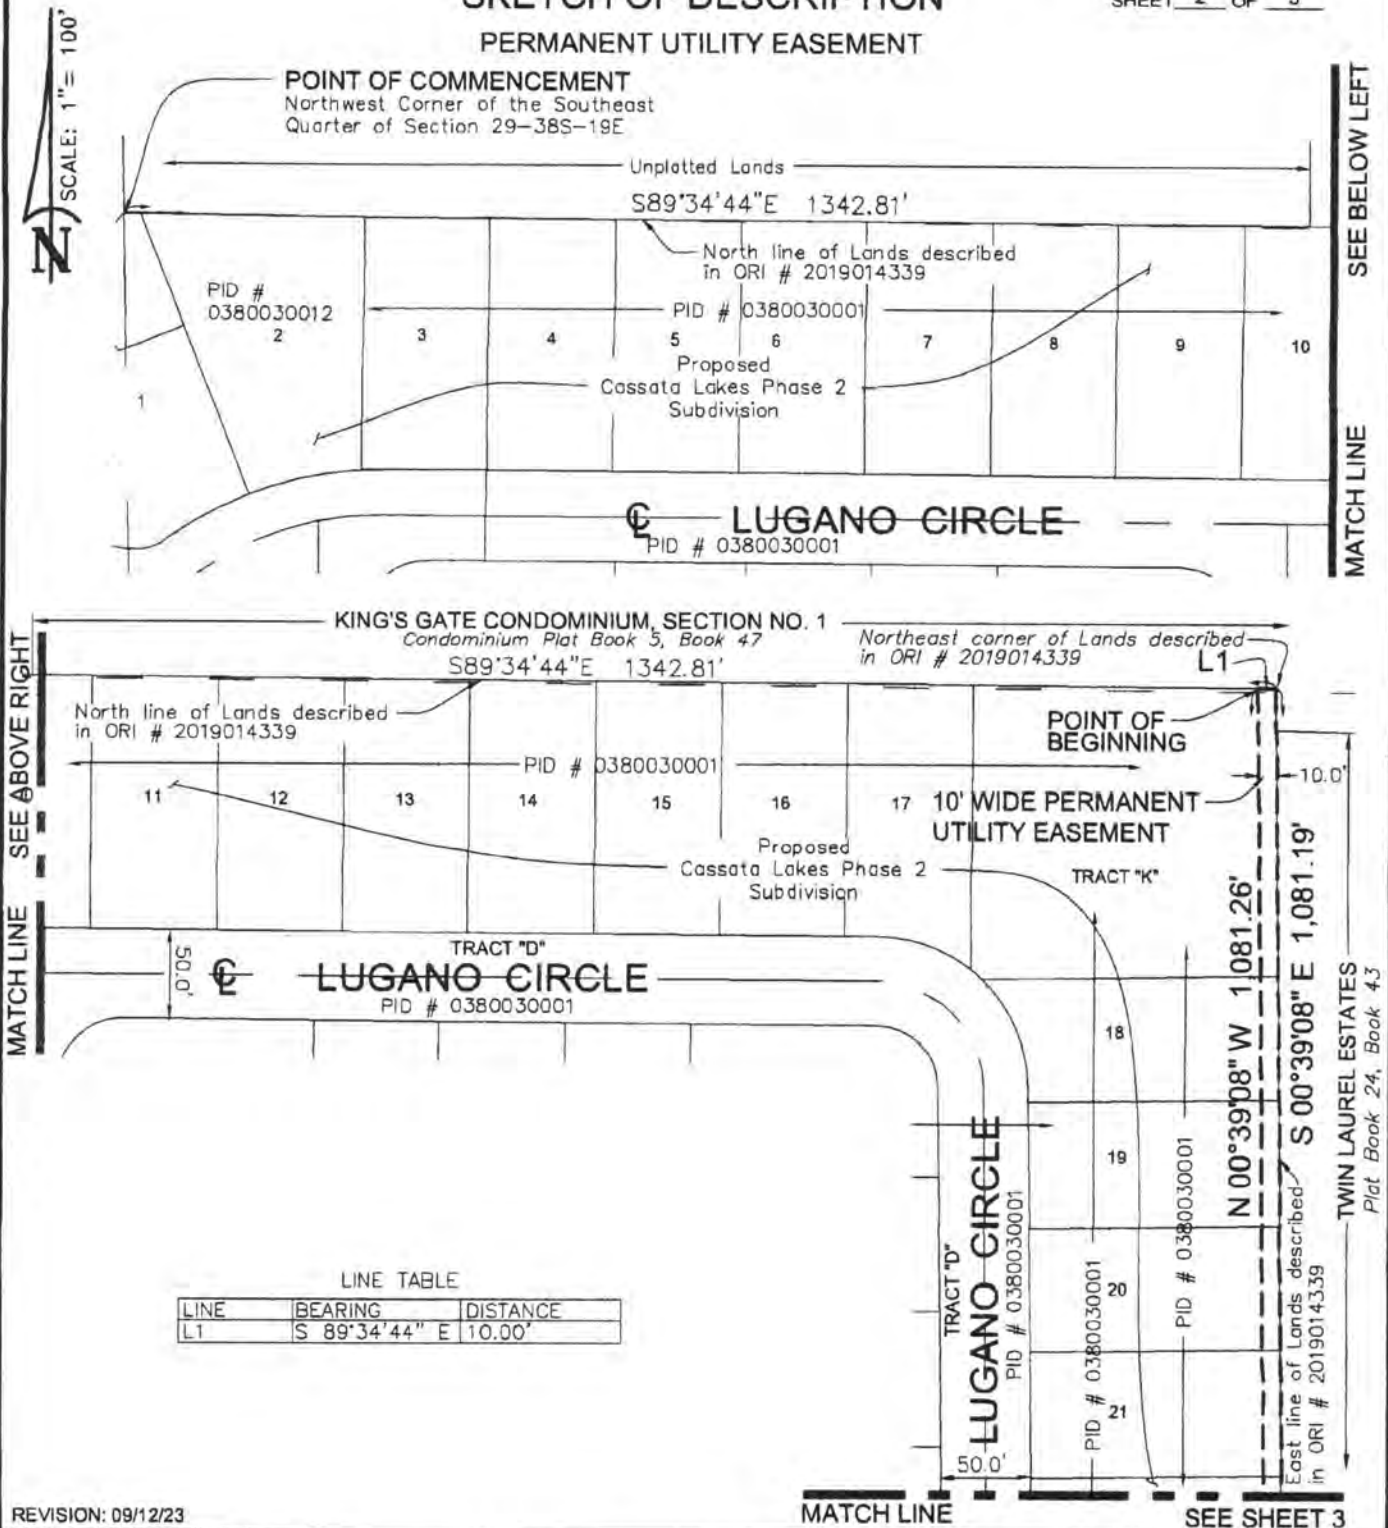 SKETCH OF DESCRIPTION
SHEET 2 OF 3
PERMANENT UTILITY EASEMENT
SCALE: 1"= 100'
N
POINT OF COMMENCEMENT
Northwest Corner of the Southeast
Quarter of Section 29-38S-19E
Unplatted Lands
S89°34'44"E 1342.81'
North line of Lands described
in ORI # 2019014339
PID #
0380030012
PID # 0380030001
1
2
3
4
5
6
7
8
9
10
Proposed
Cassata Lakes Phase 2
Subdivision
LUGANO CIRCLE
PID # 0380030001
SEE BELOW LEFT
MATCH LINE
KING'S GATE CONDOMINIUM, SECTION NO. 1
Condominium Plat Book 5, Book 47
S89°34'44"E 1342.81'
Northeast corner of Lands described
in ORI # 2019014339
L1
SEE ABOVE RIGHT
MATCH LINE
North line of Lands described
in ORI # 2019014339
POINT OF
BEGINNING
PID # 0380030001
10.0'
11
12
13
14
15
16
17
10' WIDE PERMANENT
UTILITY EASEMENT
Proposed
Cassata Lakes Phase 2
Subdivision
TRACT "K"
TRACT "D"
50.0'
LUGANO CIRCLE
PID # 0380030001
18
19
20
21
N 00°39'08" W 1,081.26'
S 00°39'08" E 1,081.19'
TWIN LAUREL ESTATES
Plat Book 24, Book 43
East line of Lands described
in ORI # 2019014339
PID # 0380030001
PID # 0380030001
TRACT "D"
LUGANO CIRCLE
PID # 0380030001
50.0'
LINE TABLE
LINE BEARING DISTANCE
L1 S 89°34'44" E 10.00'
REVISION: 09/12/23
MATCH LINE
SEE SHEET 3